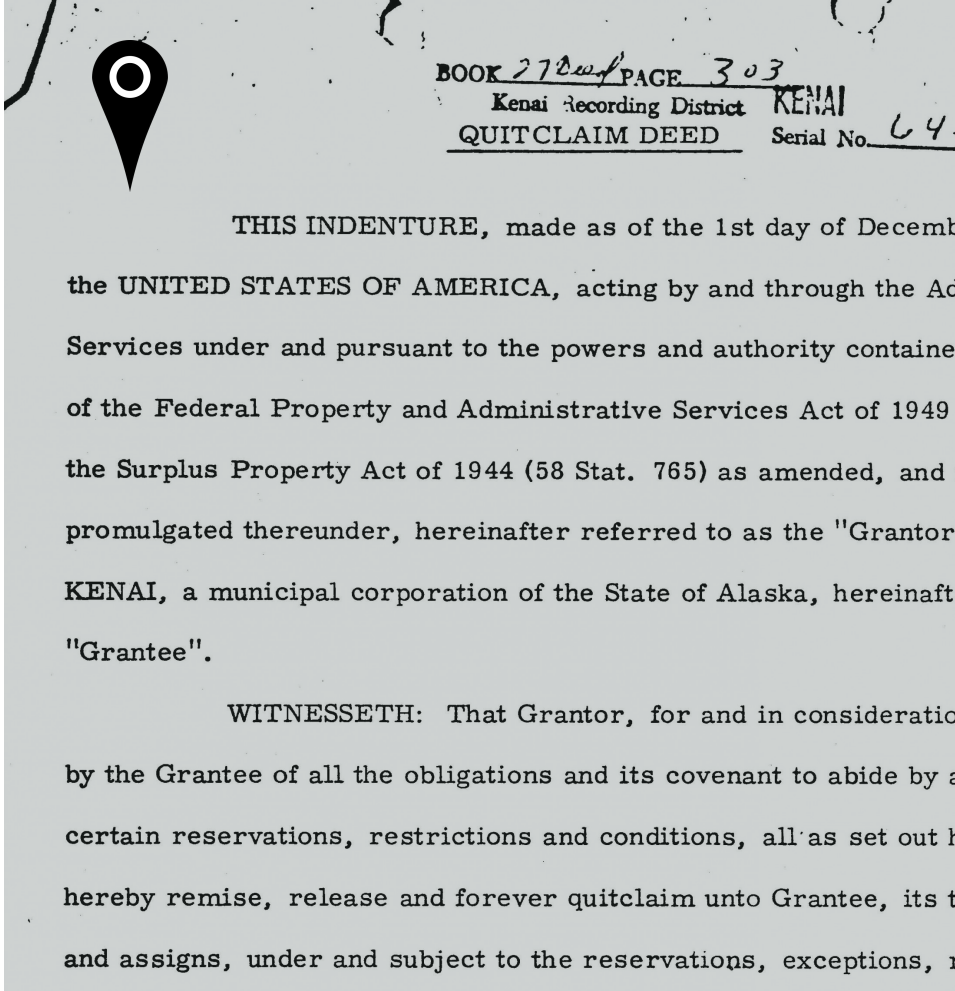 BOOK 27 Deed PAGE 303
Kenai Recording District KENAI
QUITCLAIM DEED Serial No. 64-
THIS INDENTURE, made as of the 1st day of Decemb
the UNITED STATES OF AMERICA, acting by and through the Ad
Services under and pursuant to the powers and authority containe
of the Federal Property and Administrative Services Act of 1949
the Surplus Property Act of 1944 (58 Stat. 765) as amended, and
promulgated thereunder, hereinafter referred to as the "Grantor
KENAI, a municipal corporation of the State of Alaska, hereinaft
"Grantee".
WITNESSETH: That Grantor, for and in consideratio
by the Grantee of all the obligations and its covenant to abide by a
certain reservations, restrictions and conditions, all as set out h
hereby remise, release and forever quitclaim unto Grantee, its
and assigns, under and subject to the reservations, exceptions,